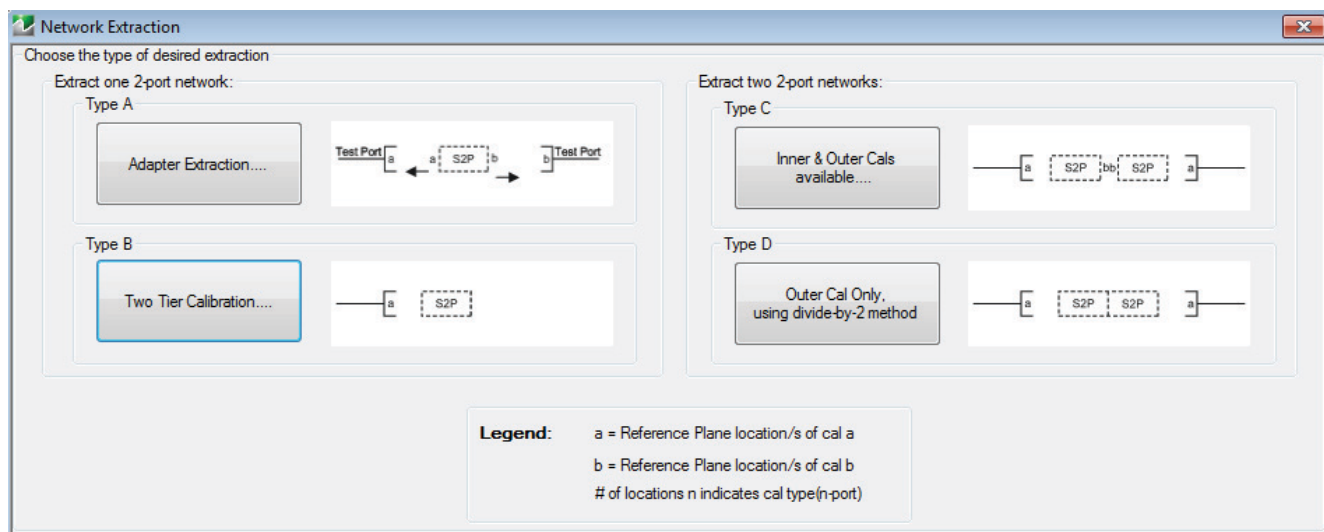 Network Extraction
Choose the type of desired extraction
Extract one 2-port network:
Type A
Adapter Extraction....
Test Port a a S2P b b Test Port
Type B
Two Tier Calibration....
a S2P
Extract two 2-port networks:
Type C
Inner & Outer Cals
available....
a S2P bb S2P a
Type D
Outer Cal Only,
using divide-by-2 method
a S2P S2P a
Legend: a = Reference Plane location/s of cal a
b = Reference Plane location/s of cal b
# of locations n indicates cal type(n-port)